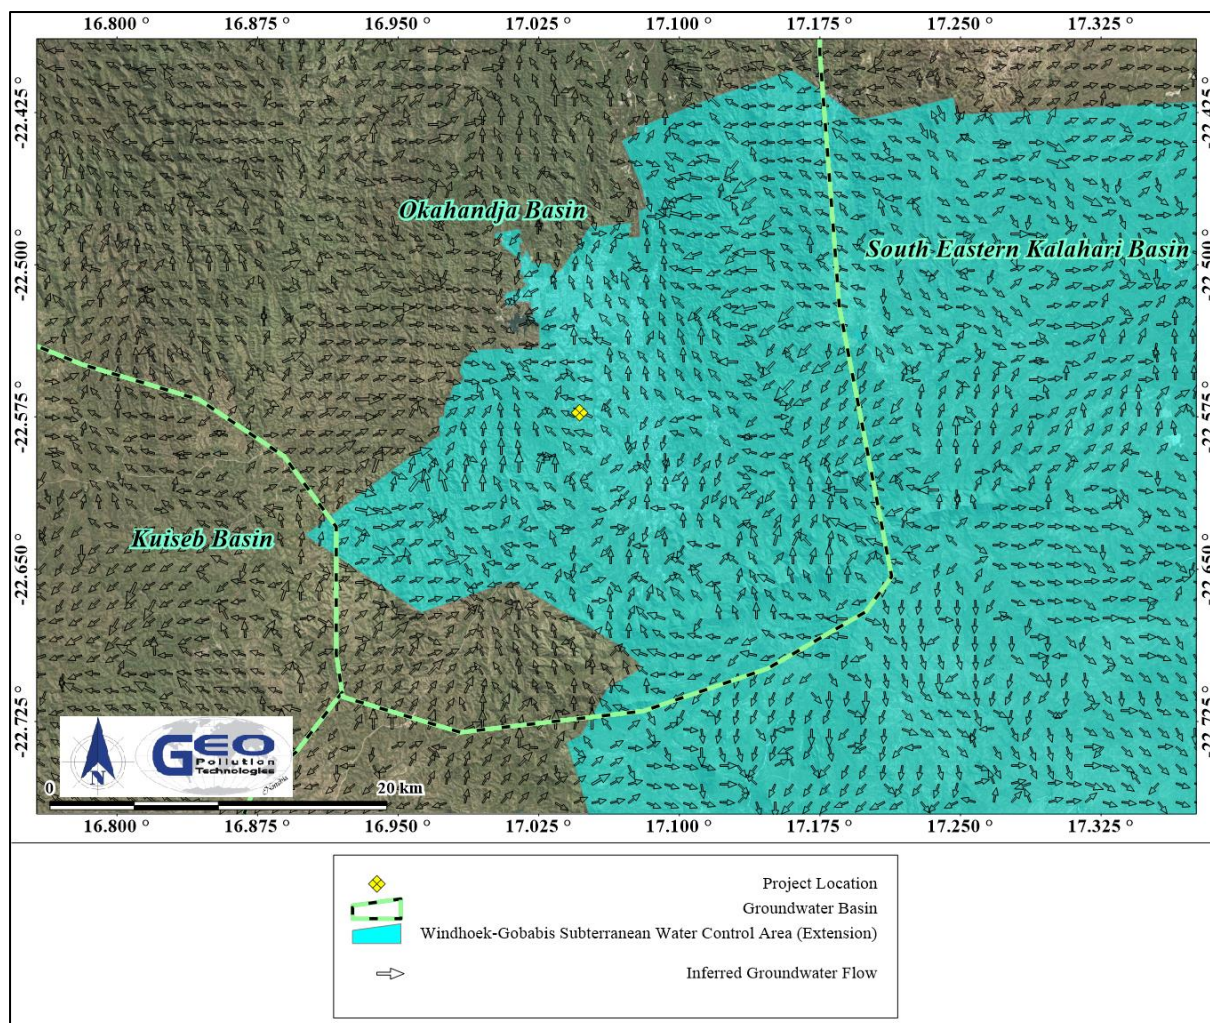 16.800 ° 16.875 ° 16.950 ° 17.025 ° 17.100 ° 17.175 ° 17.250 ° 17.325 °
-22.425 ° -22.425 °
Okahandja Basin
South Eastern Kalahari Basin
-22.500 ° -22.500 °
-22.575 ° -22.575 °
Kuiseb Basin
-22.650 ° -22.650 °
-22.725 ° -22.725 °
N
GEO
Pollution
Technologies
Namibia
0 20 km
16.800 ° 16.875 ° 16.950 ° 17.025 ° 17.100 ° 17.175 ° 17.250 ° 17.325 °
Project Location
Groundwater Basin
Windhoek-Gobabis Subterranean Water Control Area (Extension)
Inferred Groundwater Flow